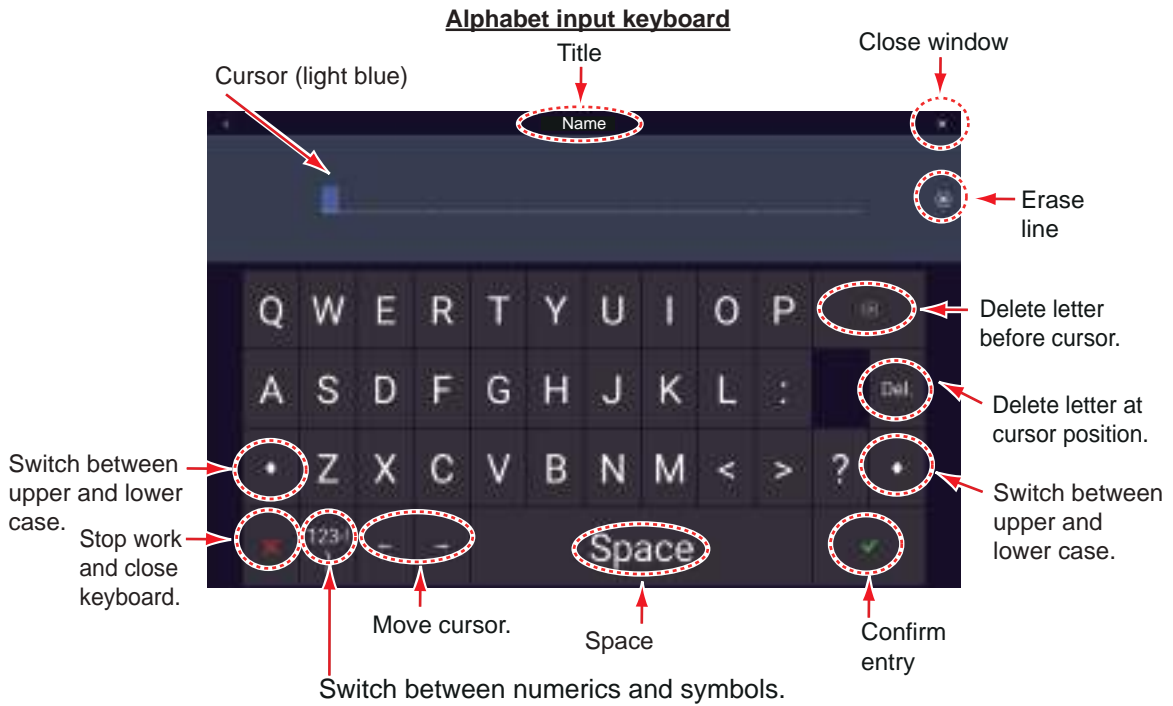 Alphabet input keyboard
Title
Close window
Cursor (light blue)
Name
Erase
line
Q W E R T Y U I O P
Delete letter
before cursor.
A S D F G H J K L :
Del
Delete letter at
cursor position.
Switch between
upper and lower
case.
Z X C V B N M < > ?
Switch between
upper and
lower case.
Stop work
and close
keyboard.
123-!
← →
Space
Move cursor.
Space
Confirm
entry
Switch between numerics and symbols.